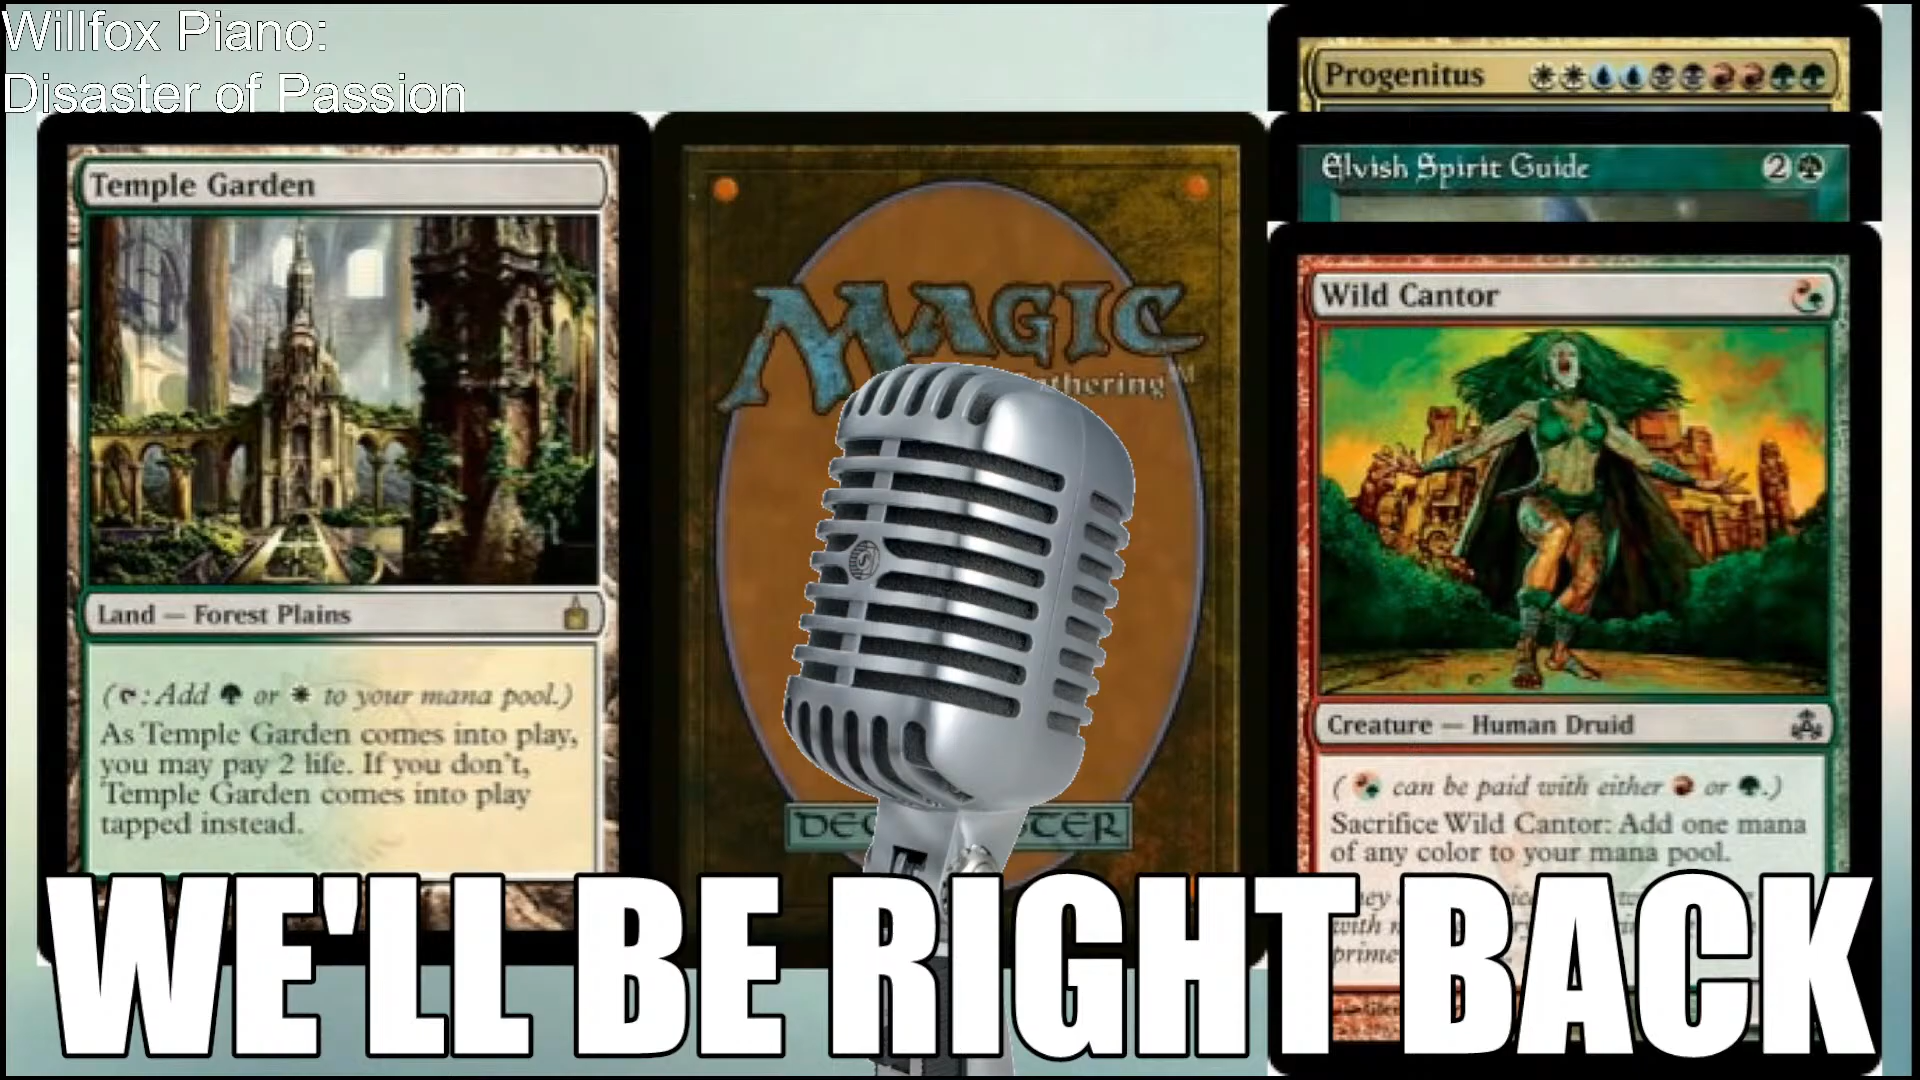 Willfox Piano:
Disaster of Passion
Temple Garden
Land — Forest Plains
( : Add or to your mana pool.)
As Temple Garden comes into play,
you may pay 2 life. If you don't,
Temple Garden comes into play
tapped instead.
MAGIC
Progenitus
Elvish Spirit Guide 2
Wild Cantor
Creature — Human Druid
( can be paid with either or .)
Sacrifice Wild Cantor: Add one mana
of any color to your mana pool.
with
WE'LL BE RIGHT BACK